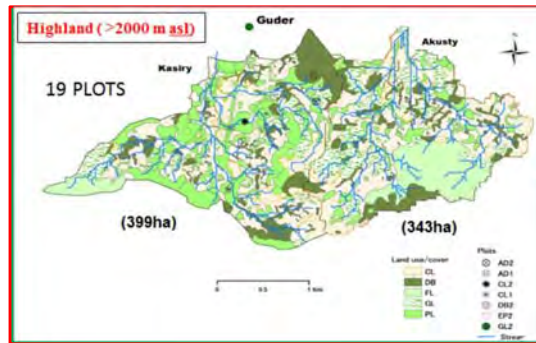 Highland ( >2000 m asl)
Guder
Kasiry
Akusty
19 PLOTS
(399ha)
(343ha)
Land use/cover
CL
DB
FL
GL
PL
Plots
AD2
AD1
CL2
CL1
DB2
EP2
GL2
Stream
0 0.5 1 Km
N